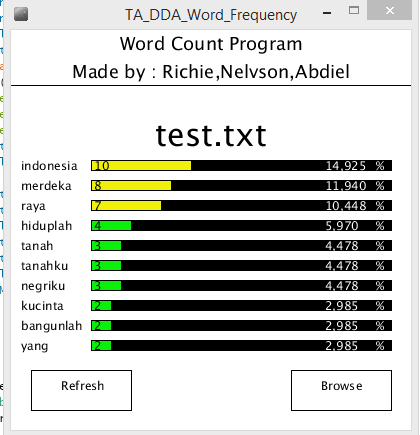 TA_DDA_Word_Frequency
Word Count Program
Made by : Richie,Nelvson,Abdiel
test.txt
indonesia 10 14,925 %
merdeka 8 11,940 %
raya 7 10,448 %
hiduplah 4 5,970 %
tanah 3 4,478 %
tanahku 3 4,478 %
negriku 3 4,478 %
kucinta 2 2,985 %
bangunlah 2 2,985 %
yang 2 2,985 %
Refresh Browse